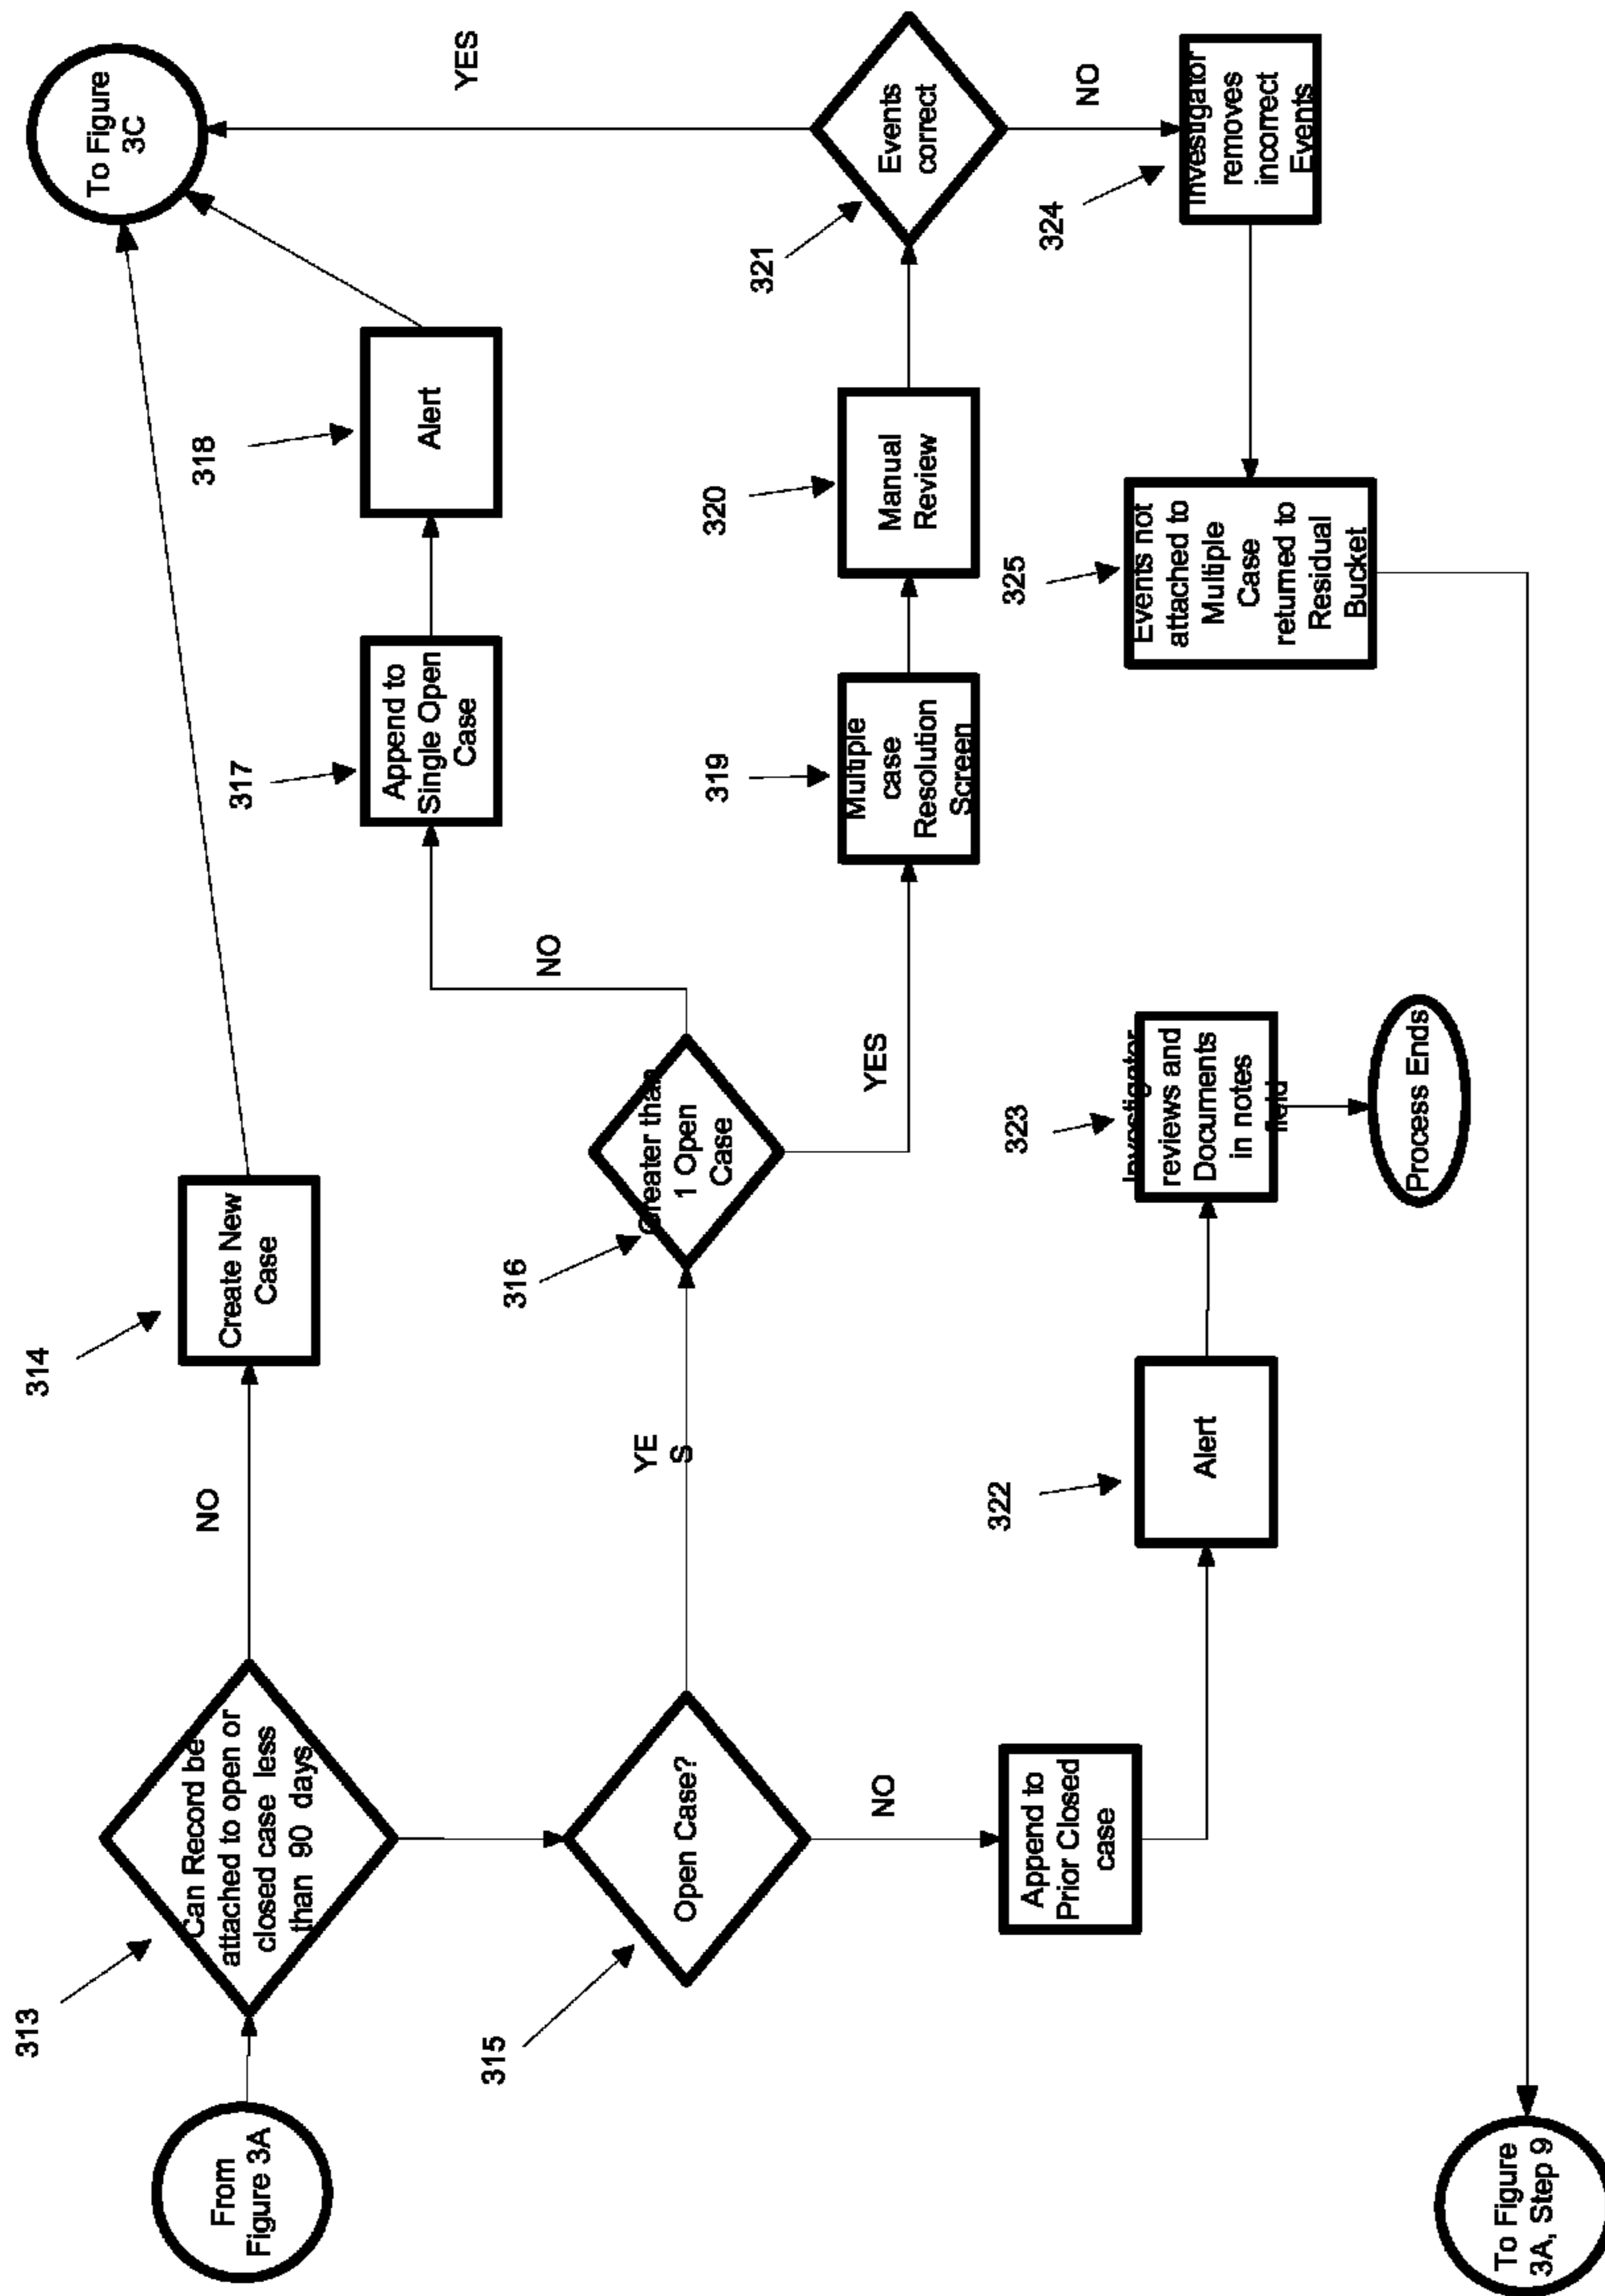 From
Figure 3A
313
Can Record be
attached to open or
closed case less
than 90 days
NO
314
Create New
Case
To Figure
3C
315
Open Case?
YE
S
316
Greater than
1 Open
Case
NO
317
Append to
Single Open
Case
318
Alert
YES
319
Multiple
case
Resolution
Screen
320
Manual
Review
321
Events
correct
YES
NO
324
Investigator
removes
incorrect
Events
325
Events not
attached to
Multiple
Case
returned to
Residual
Bucket
NO
Append to
Prior Closed
case
322
Alert
323
Investigator
reviews and
Documents
in notes
field
Process Ends
To Figure
3A, Step 9